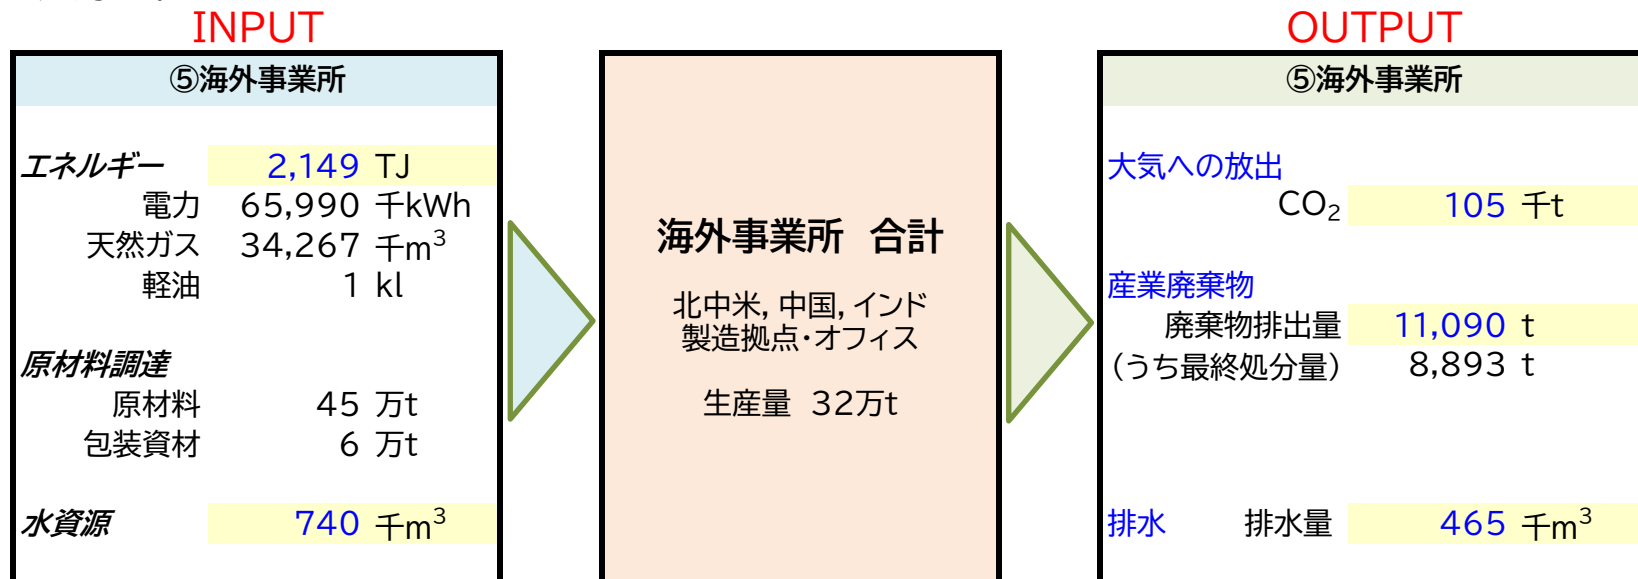 INPUT
⑤海外事業所
エネルギー 2,149 TJ
電力 65,990 千kWh
天然ガス 34,267 千m³
軽油 1 kl
原材料調達
原材料 45 万t
包装資材 6 万t
水資源 740 千m³
海外事業所 合計
北中米, 中国, インド
製造拠点・オフィス
生産量 32万t
OUTPUT
⑤海外事業所
大気への放出
CO₂ 105 千t
産業廃棄物
廃棄物排出量 11,090 t
(うち最終処分量) 8,893 t
排水 排水量 465 千m³